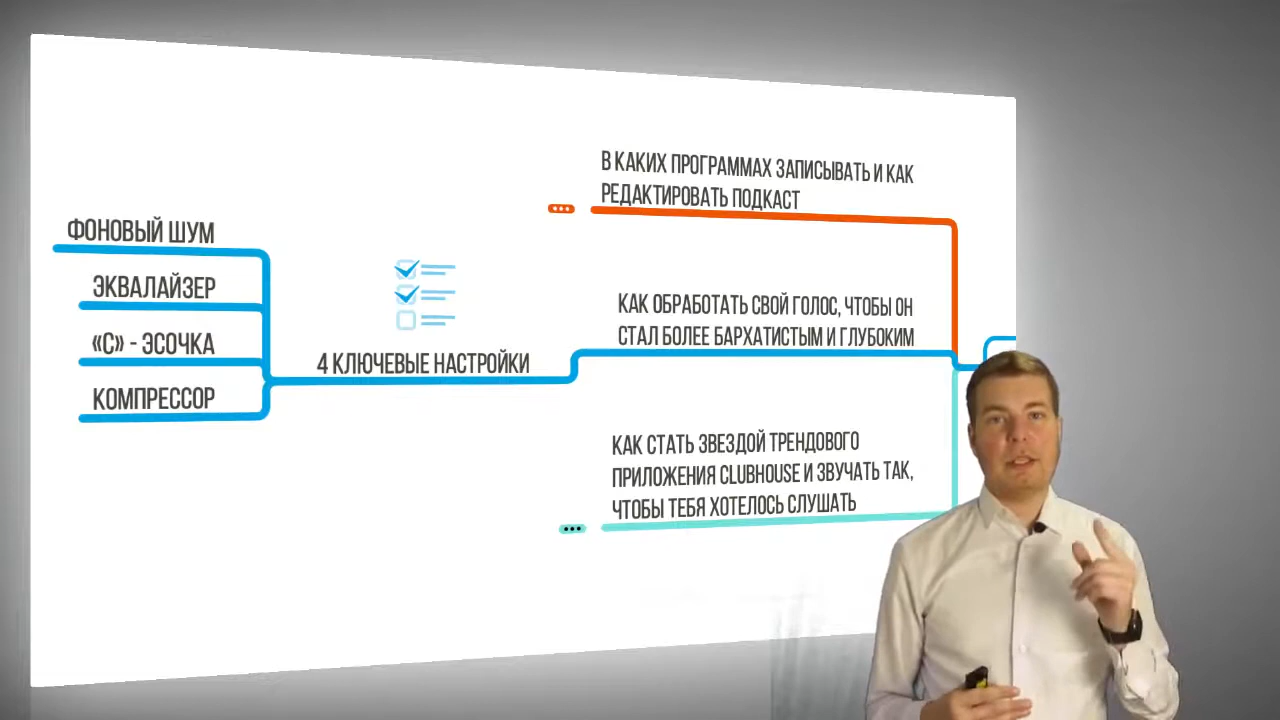 В КАКИХ ПРОГРАММАХ ЗАПИСЫВАТЬ И КАК
РЕДАКТИРОВАТЬ ПОДКАСТ
ФОНОВЫЙ ШУМ
ЭКВАЛАЙЗЕР
«С» - ЭСОЧКА
КОМПРЕССОР
4 КЛЮЧЕВЫЕ НАСТРОЙКИ
КАК ОБРАБОТАТЬ СВОЙ ГОЛОС, ЧТОБЫ ОН
СТАЛ БОЛЕЕ БАРХАТИСТЫМ И ГЛУБОКИМ
КАК СТАТЬ ЗВЕЗДОЙ ТРЕНДОВОГО
ПРИЛОЖЕНИЯ CLUBHOUSE И ЗВУЧАТЬ ТАК,
ЧТОБЫ ТЕБЯ ХОТЕЛОСЬ СЛУШАТЬ